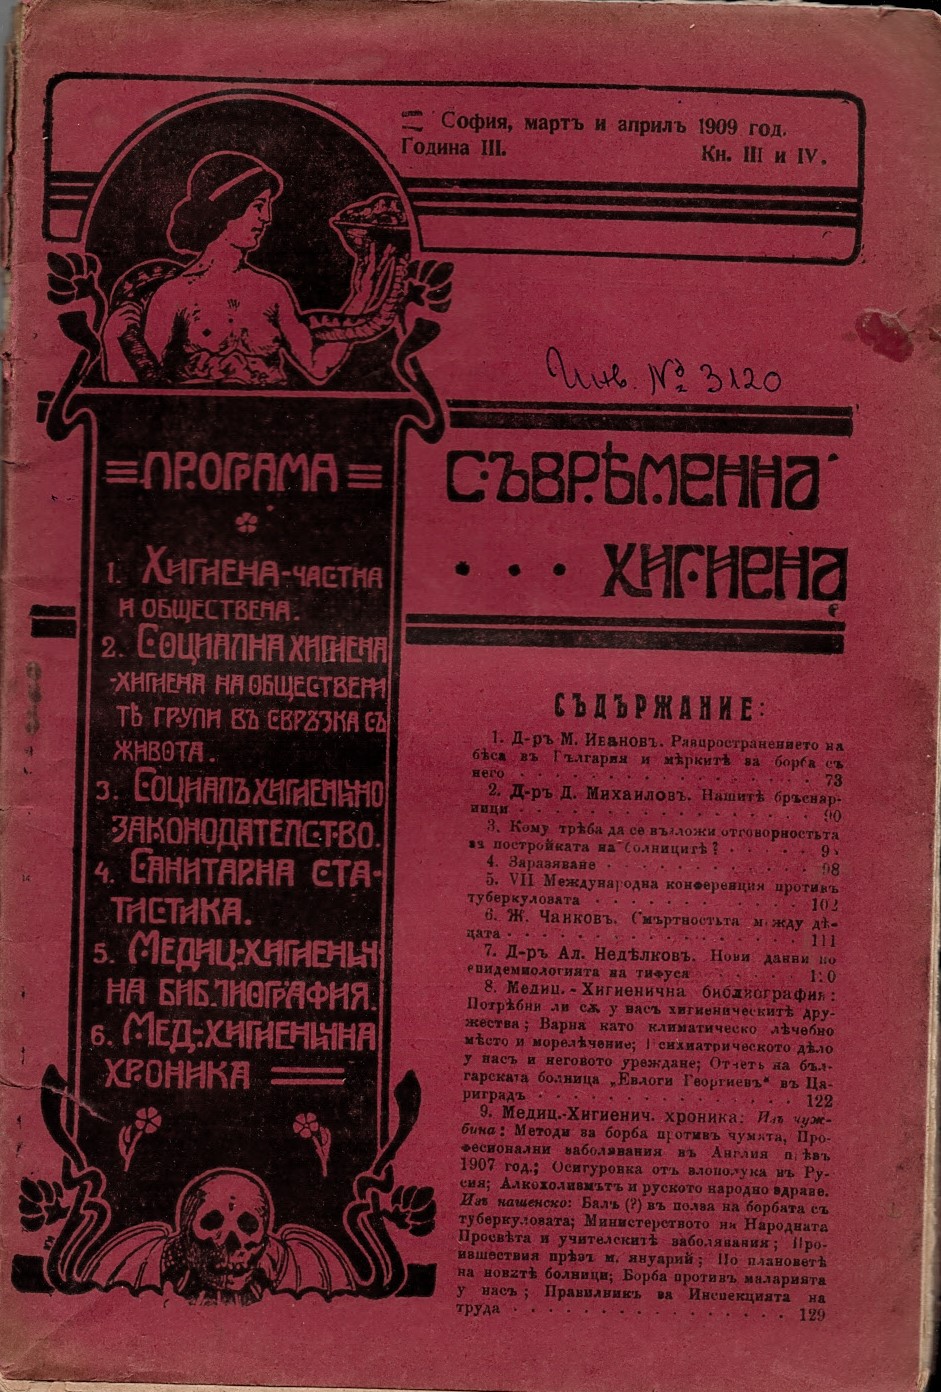 София, мартъ и априлъ 1909 год.
Година III. Кн. III и IV.
Инв. № 3120
СЪВРѢМЕННА
ХИГИЕНА
ПРОГРАМА
1. ХИГИЕНА-ЧАСТНА
И ОБЩЕСТВЕНА.
2. СОЦИАЛНА ХИГИЕНА
-ХИГИЕНА НА ОБЩЕСТВЕНИ
ТѢ ГРУПИ ВЪ СВРЪЗКА СЪ
ЖИВОТА.
3. СОЦИАЛЪ ХИГИЕНИЧНО
ЗАКОНОДАТЕЛСТВО.
4. САНИТАРНА СТА-
ТИСТИКА.
5. МЕДИЦ-ХИГИЕНИЧ
НА БИБЛИОГРАФИЯ.
6. МЕД-ХИГИЕНИЧНА
ХРОНИКА
СЪДЪРЖАНИЕ:
1. Д-ръ М. Ивановъ. Разпространението на
бѣса въ България и мѣркитѣ за борба съ
него 73
2. Д-ръ Д. Михаиловъ. Нашитѣ бръснар-
ници 90
3. Кому трѣба да се възложи отговорностьта
за постройката на болницитѣ?
4. Заразяване 98
5. VII Международна конференция противъ
туберкулозата 102
6. Ж. Чанковъ. Смъртностьта между дѣ-
цата 111
7. Д-ръ Ал. Недѣлковъ. Нови данни по
епидемиологията на тифуса 120
8. Медиц.-Хигиенична библиография:
Потрѣбни ли сѫ у васъ хигиеническитѣ дру-
жества; Варна като климатическо лѣчебно
мѣсто и морелѣчение; Психиатрическото дѣло
у насъ и неговото уреждане; Отчетъ на бъл-
гарската болница „Евлоги Георгиевъ“ въ Ца-
риградъ 122
9. Медиц.-Хигиенич. хроника: Изъ чуж-
бина: Методи за борба противъ чумата, Про-
фесионални заболявания въ Англия прѣзъ
1907 год.; Осигуровка отъ злополука въ Ру-
сия; Алкохолизмътъ и руското народно здраве.
Изъ нашенско: Балъ (?) въ полза на борбата съ
туберкулозата; Министерството на Народната
Просвѣта и учителскитѣ заболявания; Про-
изшествия прѣзъ м. януарий; По плановетѣ
на новитѣ болници; Борба противъ маларията
у насъ; Правилникъ за Инспекцията на
труда 129